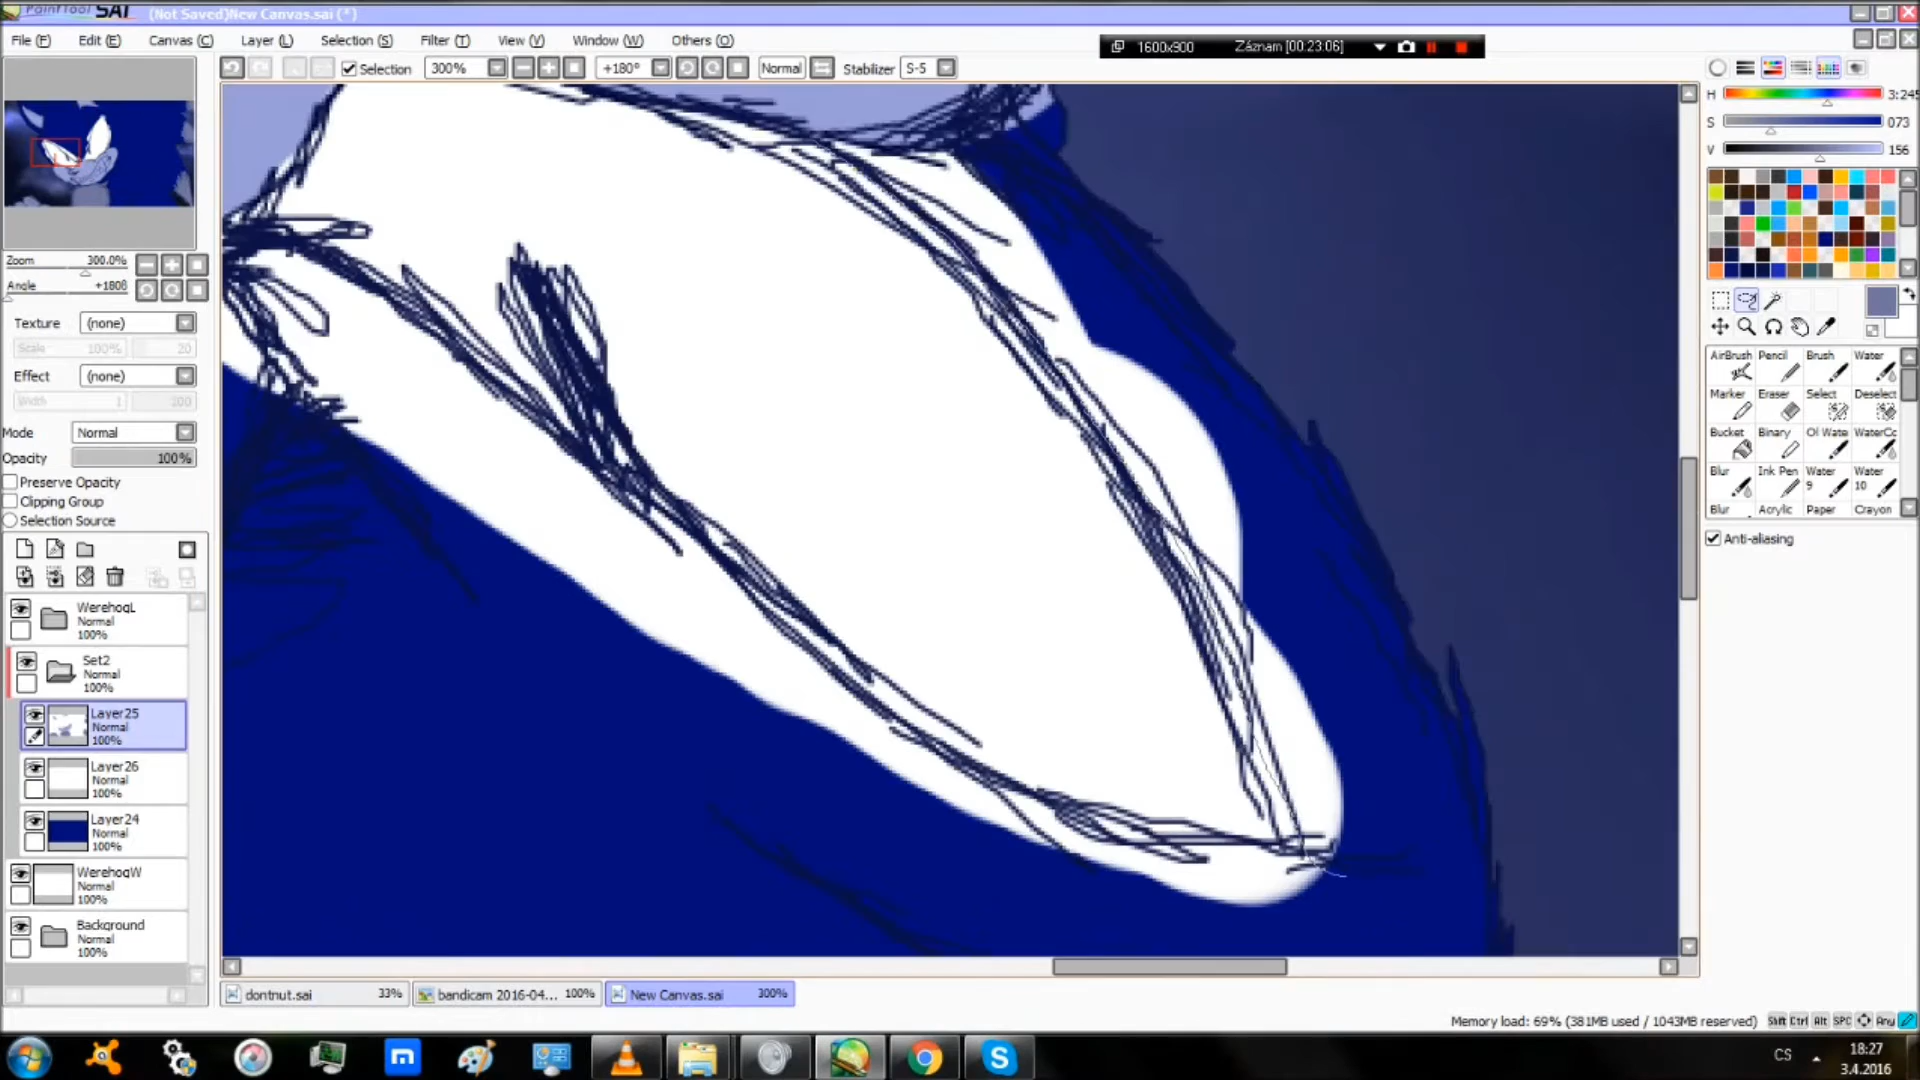 PaintTool SAI (Not Saved)New Canvas.sai (*)
File (F) Edit (E) Canvas (C) Layer (L) Selection (S) Filter (T) View (V) Window (W) Others (O)
1600x900 Záznam [00:23:06]
Selection 300% +180° Normal Stabilizer S-5
H 3:245
S 073
V 156
Zoom 300.0%
Angle +180ß
Texture (none)
Scale 100% 20
Effect (none)
Width 1 100
Mode Normal
Opacity 100%
Preserve Opacity
Clipping Group
Selection Source
WerehogL
Normal
100%
Set2
Normal
100%
Layer25
Normal
100%
Layer26
Normal
100%
Layer24
Normal
100%
WerehogW
Normal
100%
Background
Normal
100%
AirBrush Pencil Brush Water
Marker Eraser Select Deselect
Bucket Binary Ol Wate WaterCo
Blur Ink Pen Water 9 Water 10
Blur Acrylic Paper Crayon
Anti-aliasing
dontnut.sai 33% bandicam 2016-04... 100% New Canvas.sai 300%
Memory load: 69% (381MB used / 1043MB reserved) Shift Ctrl Alt SPC Any
CS 18:27
3.4.2016